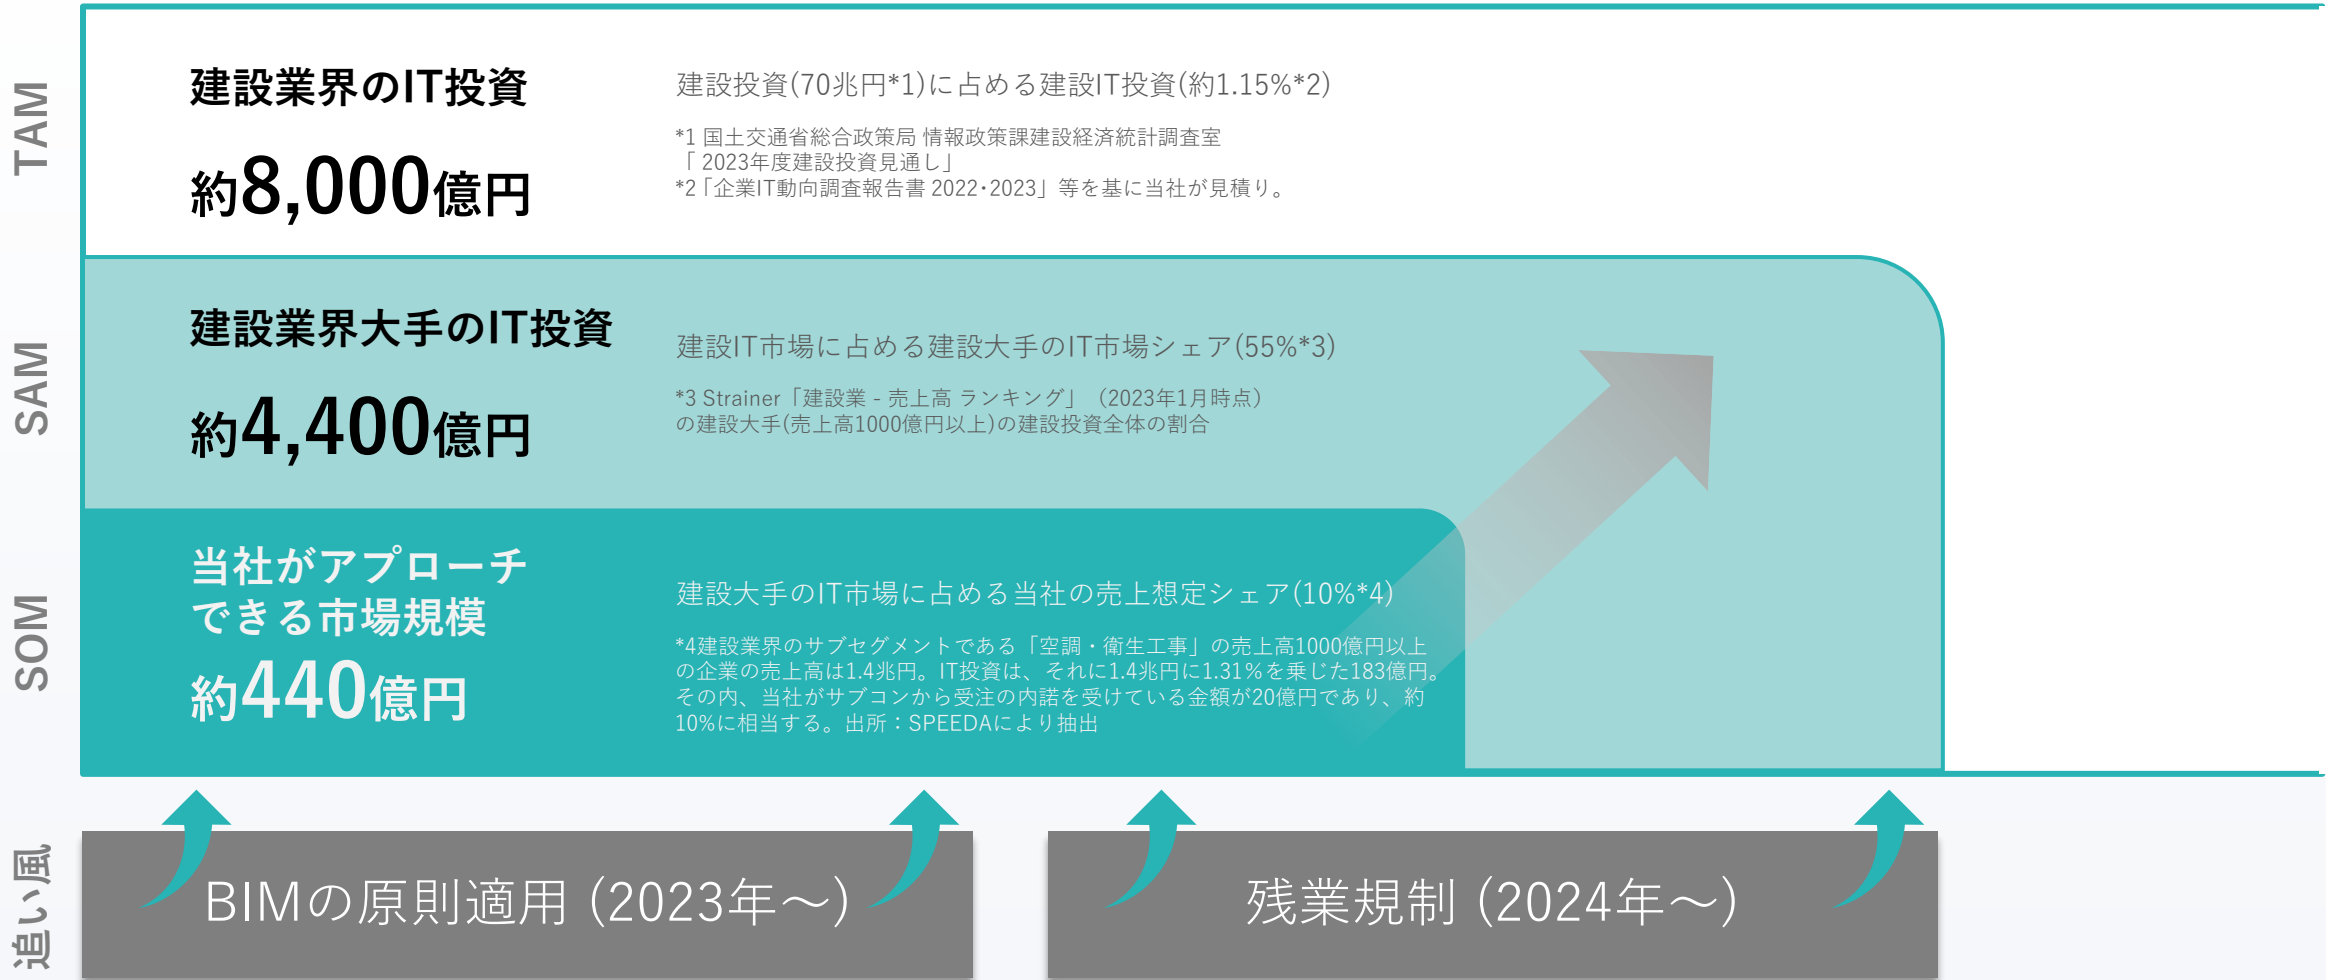 TAM
建設業界のIT投資
約8,000億円
建設投資(70兆円*1)に占める建設IT投資(約1.15%*2)
*1 国土交通省総合政策局 情報政策課建設経済統計調査室
「 2023年度建設投資見通し」
*2「企業IT動向調査報告書 2022・2023」等を基に当社が見積り。
SAM
建設業界大手のIT投資
約4,400億円
建設IT市場に占める建設大手のIT市場シェア(55%*3)
*3 Strainer「建設業 - 売上高 ランキング」（2023年1月時点）
の建設大手(売上高1000億円以上)の建設投資全体の割合
SOM
当社がアプローチ
できる市場規模
約440億円
建設大手のIT市場に占める当社の売上想定シェア(10%*4)
*4建設業界のサブセグメントである「空調・衛生工事」の売上高1000億円以上
の企業の売上高は1.4兆円。IT投資は、それに1.4兆円に1.31%を乗じた183億円。
その内、当社がサブコンから受注の内諾を受けている金額が20億円であり、約
10%に相当する。出所：SPEEDAにより抽出
追い風
BIMの原則適用 (2023年～)
残業規制 (2024年～)